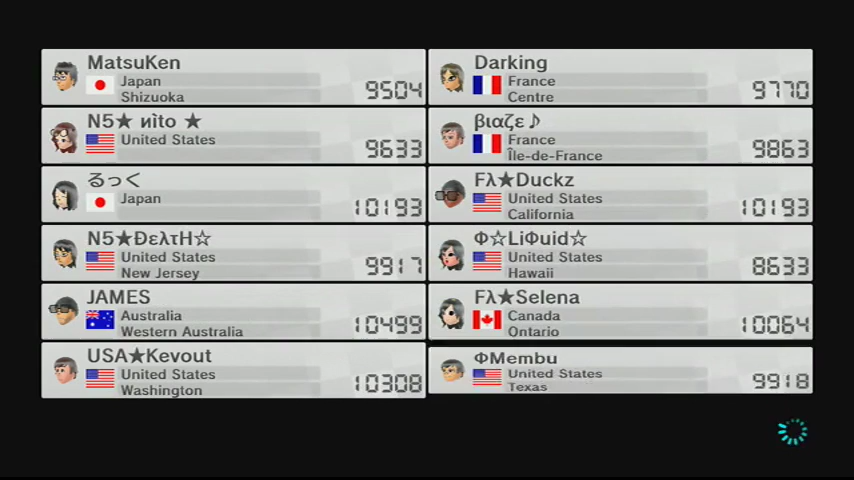 MatsuKen
Japan
Shizuoka
9504
Darking
France
Centre
9770
N5★ иìto ★
United States
9633
βιαζε♪
France
Île-de-France
9863
るっく
Japan
10193
Fλ★Duckz
United States
California
10193
N5★ÐελτH☆
United States
New Jersey
9917
Φ☆LiΦuid☆
United States
Hawaii
8633
JAMES
Australia
Western Australia
10499
Fλ★Selena
Canada
Ontario
10064
USA★Kevout
United States
Washington
10308
ΦMembu
United States
Texas
9918